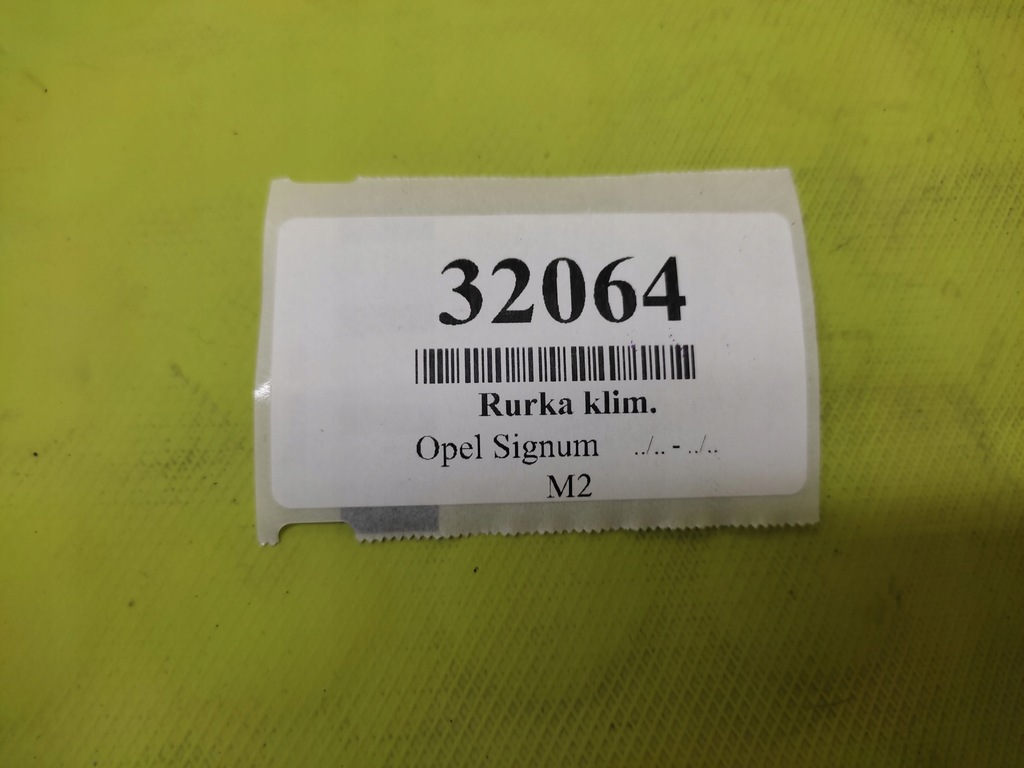 32064
Rurka klim.
Opel Signum ../.. - ../..
M2